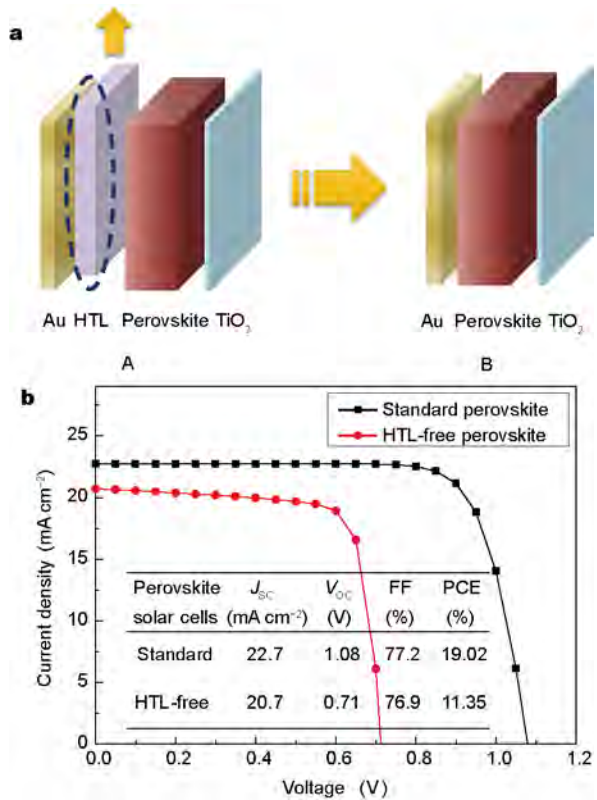 a
Au HTL Perovskite TiO₂
Au Perovskite TiO₂
A
B
b
Standard perovskite
HTL-free perovskite
Current density (mA cm⁻²)
25
20
15
10
5
0
Perovskite J_SC V_OC FF PCE
solar cells (mA cm⁻²) (V) (%) (%)
Standard 22.7 1.08 77.2 19.02
HTL-free 20.7 0.71 76.9 11.35
0.0 0.2 0.4 0.6 0.8 1.0 1.2
Voltage (V)